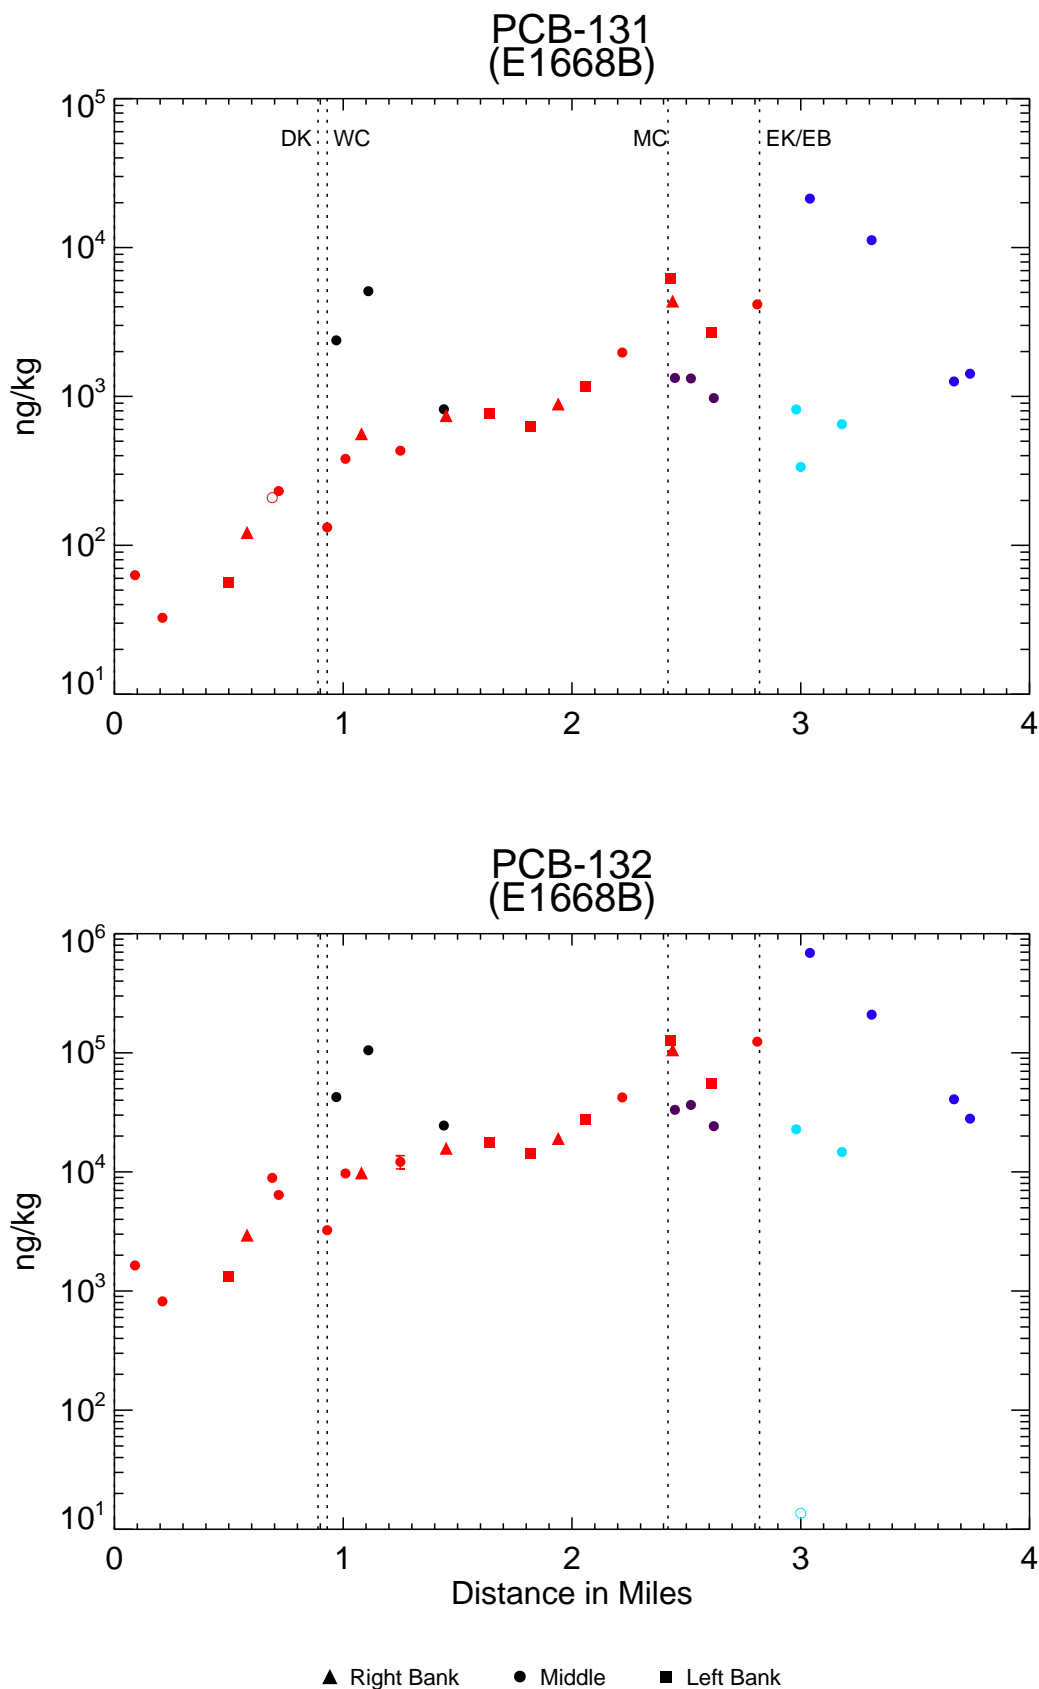 PCB-131
(E1668B)
10^5
DK WC MC EK/EB
10^4
ng/kg
10^3
10^2
10^1
0 1 2 3 4
PCB-132
(E1668B)
10^6
10^5
10^4
ng/kg
10^3
10^2
10^1
0 1 2 3 4
Distance in Miles
Right Bank Middle Left Bank